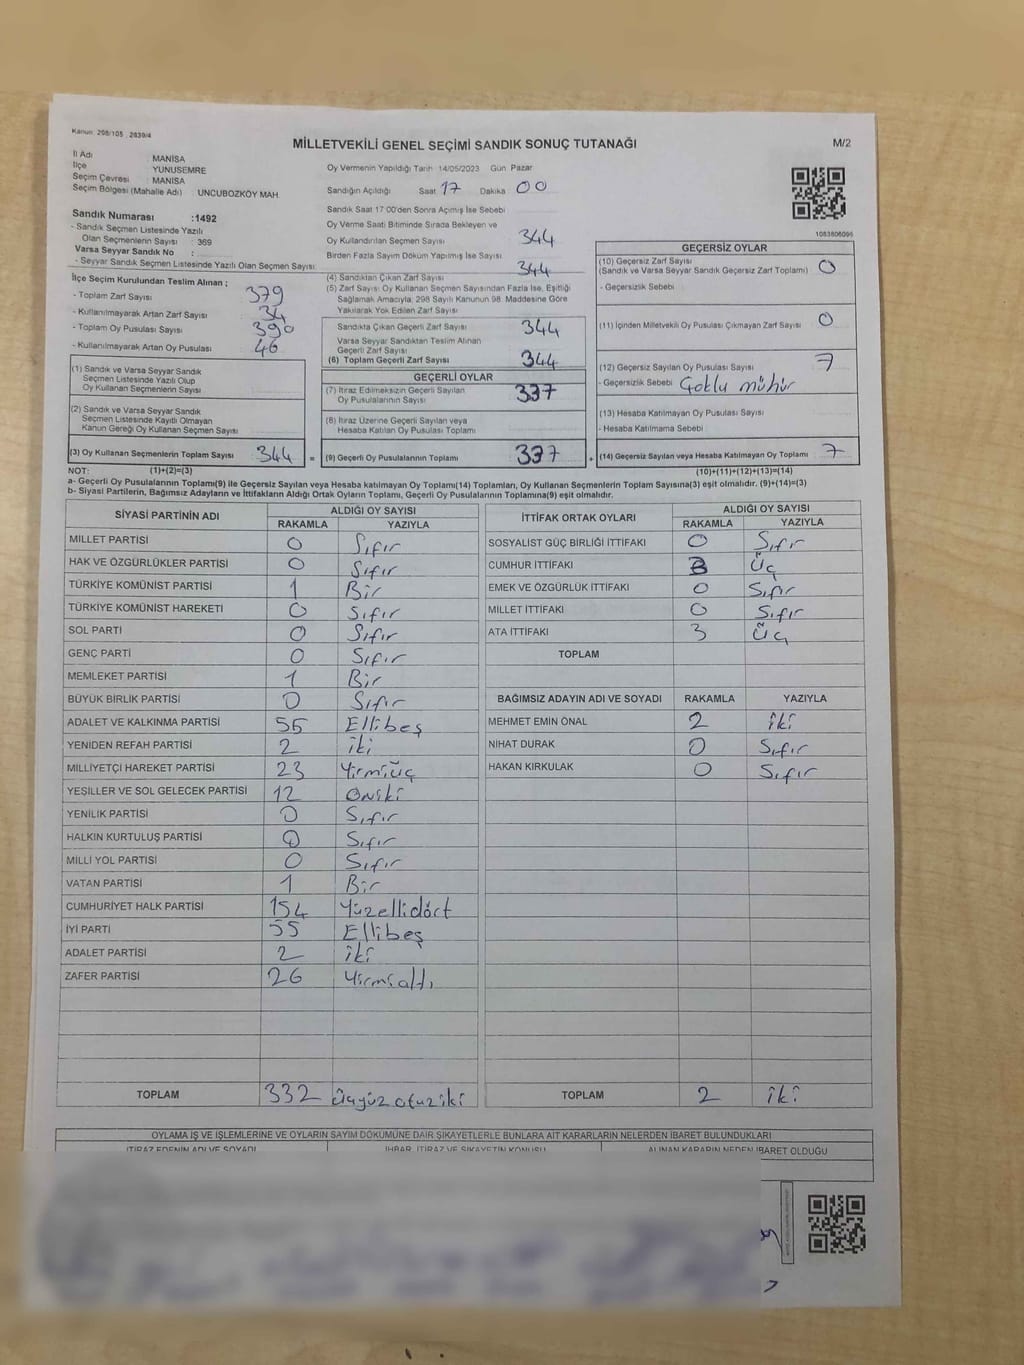 Kanun: 298/105 , 2839/4
MİLLETVEKİLİ GENEL SEÇİMİ SANDIK SONUÇ TUTANAĞI
M/2
İl Adı : MANİSA
İlçe : YUNUSEMRE
Seçim Çevresi : MANİSA
Seçim Bölgesi (Mahalle Adı) : UNCUBOZKÖY MAH.
Sandık Numarası :1492
- Sandık Seçmen Listesinde Yazılı
Olan Seçmenlerin Sayısı : 369
Varsa Seyyar Sandık No :
- Seyyar Sandık Seçmen Listesinde Yazılı Olan Seçmen Sayısı:
İlçe Seçim Kurulundan Teslim Alınan ;
- Toplam Zarf Sayısı : 379
- Kullanılmayarak Artan Zarf Sayısı : 34
- Toplam Oy Pusulası Sayısı : 390
- Kullanılmayarak Artan Oy Pusulası : 46
(1) Sandık ve Varsa Seyyar Sandık
Seçmen Listesinde Yazılı Olup
Oy Kullanan Seçmenlerin Sayısı :
(2) Sandık ve Varsa Seyyar Sandık
Seçmen Listesinde Kayıtlı Olmayan
Kanun Gereği Oy Kullanan Seçmen Sayısı :
(3) Oy Kullanan Seçmenlerin Toplam Sayısı : 344 =
Oy Vermenin Yapıldığı Tarih 14/05/2023 Gün Pazar
Sandığın Açıldığı Saat 17 Dakika 00
Sandık Saat 17:00'den Sonra Açılmış İse Sebebi
Oy Verme Saati Bitiminde Sırada Bekleyen ve
Oy Kullandırılan Seçmen Sayısı 344
Birden Fazla Sayım Döküm Yapılmış İse Sayısı
(4) Sandıktan Çıkan Zarf Sayısı 344
(5) Zarf Sayısı Oy Kullanan Seçmen Sayısından Fazla İse, Eşitliği
Sağlamak Amacıyla, 298 Sayılı Kanunun 98. Maddesine Göre
Yakılarak Yok Edilen Zarf Sayısı
Sandıkta Çıkan Geçerli Zarf Sayısı 344
Varsa Seyyar Sandıktan Teslim Alınan
Geçerli Zarf Sayısı
(6) Toplam Geçerli Zarf Sayısı 344
GEÇERLİ OYLAR
(7) İtiraz Edilmeksizin Geçerli Sayılan
Oy Pusulalarının Sayısı : 337
(8) İtiraz Üzerine Geçerli Sayılan veya
Hesaba Katılan Oy Pusulası Toplamı :
(9) Geçerli Oy Pusulalarının Toplamı : 337 +
1083806096
GEÇERSİZ OYLAR
(10) Geçersiz Zarf Sayısı : 0
(Sandık ve Varsa Seyyar Sandık Geçersiz Zarf Toplamı)
- Geçersizlik Sebebi :
(11) İçinden Milletvekili Oy Pusulası Çıkmayan Zarf Sayısı : 0
(12) Geçersiz Sayılan Oy Pusulası Sayısı : 7
- Geçersizlik Sebebi : Çoklu mühür
(13) Hesaba Katılmayan Oy Pusulası Sayısı :
- Hesaba Katılmama Sebebi :
(14) Geçersiz Sayılan veya Hesaba Katılmayan Oy Toplamı : 7
NOT: (1)+(2)=(3) (10)+(11)+(12)+(13)=(14)
a- Geçerli Oy Pusulalarının Toplamı(9) ile Geçersiz Sayılan veya Hesaba katılmayan Oy Toplamı(14) Toplamları, Oy Kullanan Seçmenlerin Toplam Sayısına(3) eşit olmalıdır. (9)+(14)=(3)
b- Siyasi Partilerin, Bağımsız Adayların ve İttifakların Aldığı Ortak Oyların Toplamı, Geçerli Oy Pusulalarının Toplamına(9) eşit olmalıdır.
SİYASİ PARTİNİN ADI ALDIĞI OY SAYISI
RAKAMLA YAZIYLA
MİLLET PARTİSİ 0 Sıfır
HAK VE ÖZGÜRLÜKLER PARTİSİ 0 Sıfır
TÜRKİYE KOMÜNİST PARTİSİ 1 Bir
TÜRKİYE KOMÜNİST HAREKETİ 0 Sıfır
SOL PARTİ 0 Sıfır
GENÇ PARTİ 0 Sıfır
MEMLEKET PARTİSİ 1 Bir
BÜYÜK BİRLİK PARTİSİ 0 Sıfır
ADALET VE KALKINMA PARTİSİ 55 Ellibeş
YENİDEN REFAH PARTİSİ 2 İki
MİLLİYETÇİ HAREKET PARTİSİ 23 Yirmiüç
YEŞİLLER VE SOL GELECEK PARTİSİ 12 Oniki
YENİLİK PARTİSİ 0 Sıfır
HALKIN KURTULUŞ PARTİSİ 0 Sıfır
MİLLİ YOL PARTİSİ 0 Sıfır
VATAN PARTİSİ 1 Bir
CUMHURİYET HALK PARTİSİ 154 Yüzellidört
İYİ PARTİ 55 Ellibeş
ADALET PARTİSİ 2 İki
ZAFER PARTİSİ 26 Yirmialtı
TOPLAM 332 Üçyüzotuziki
İTTİFAK ORTAK OYLARI ALDIĞI OY SAYISI
RAKAMLA YAZIYLA
SOSYALİST GÜÇ BİRLİĞİ İTTİFAKI 0 Sıfır
CUMHUR İTTİFAKI 3 Üç
EMEK VE ÖZGÜRLÜK İTTİFAKI 0 Sıfır
MİLLET İTTİFAKI 0 Sıfır
ATA İTTİFAKI 3 Üç
TOPLAM
BAĞIMSIZ ADAYIN ADI VE SOYADI RAKAMLA YAZIYLA
MEHMET EMİN ÖNAL 2 İki
NİHAT DURAK 0 Sıfır
HAKAN KIRKULAK 0 Sıfır
TOPLAM 2 İki
OYLAMA İŞ VE İŞLEMLERİNE VE OYLARIN SAYIM DÖKÜMÜNE DAİR ŞİKAYETLERLE BUNLARA AİT KARARLARIN NELERDEN İBARET BULUNDUKLARI
İTİRAZ EDENİN ADI VE SOYADI İHBAR, İTİRAZ VE ŞİKAYETİN KONUSU ALINAN KARARIN NEDEN İBARET OLDUĞU